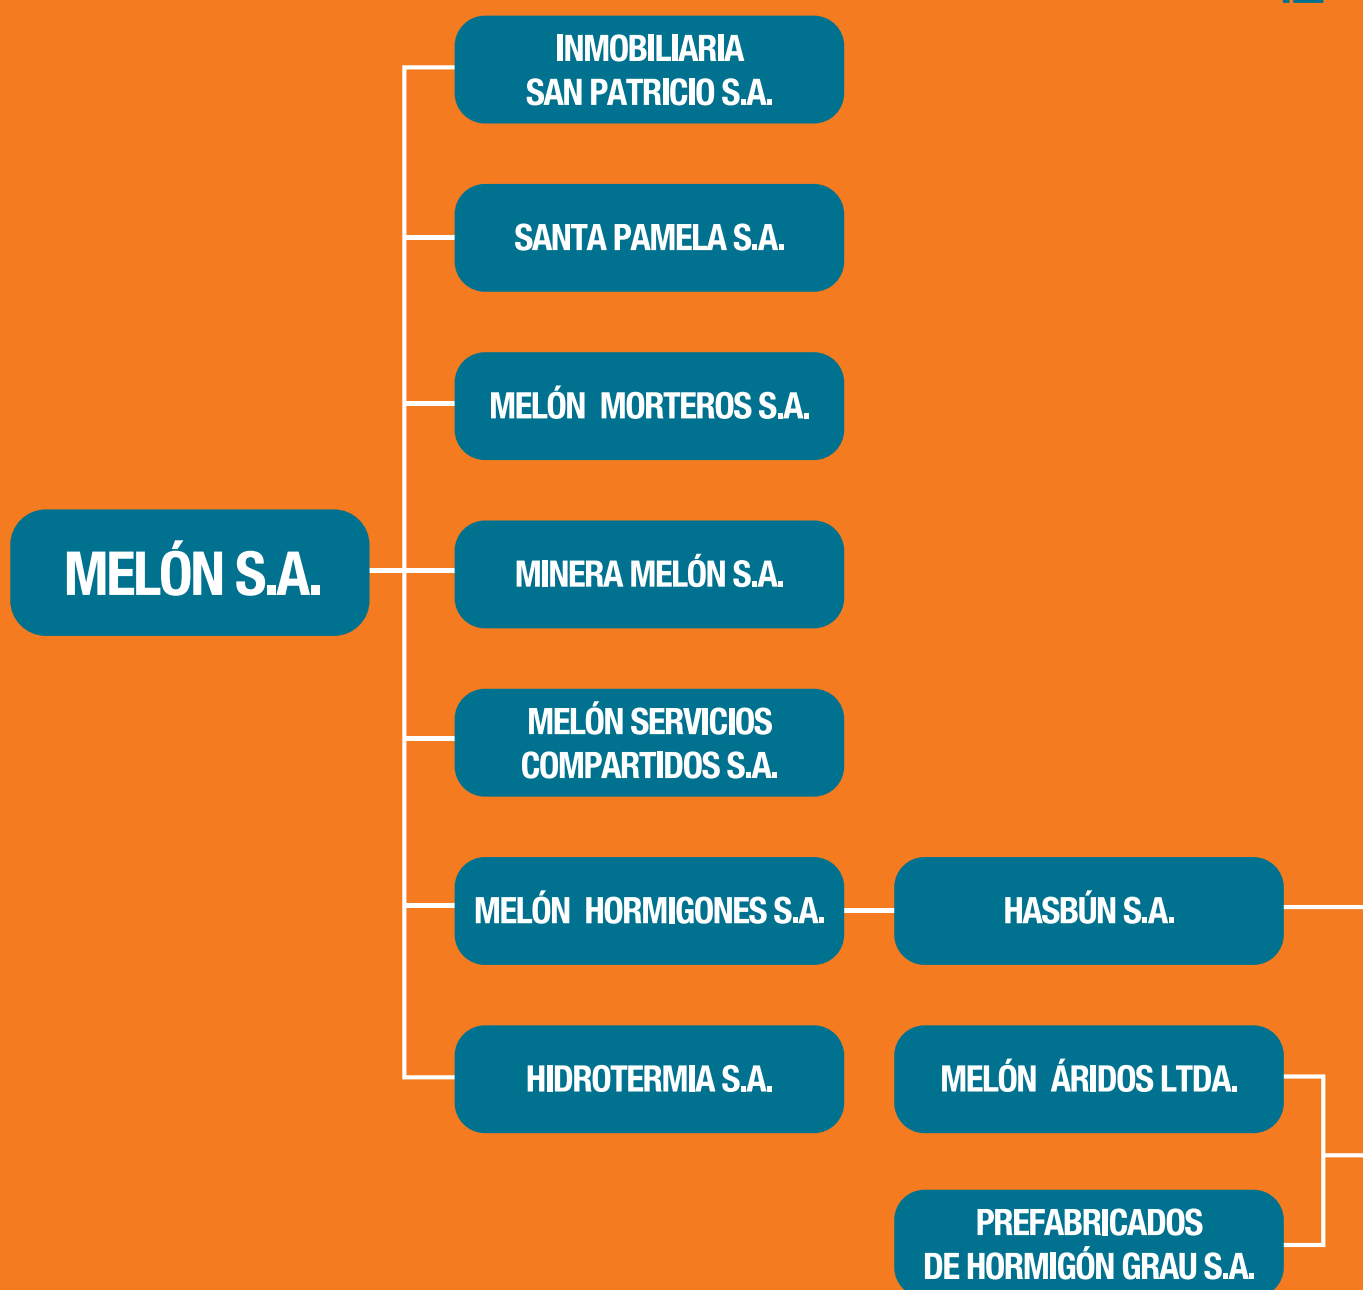 INMOBILIARIA
SAN PATRICIO S.A.
SANTA PAMELA S.A.
MELÓN MORTEROS S.A.
MELÓN S.A.
MINERA MELÓN S.A.
MELÓN SERVICIOS
COMPARTIDOS S.A.
MELÓN HORMIGONES S.A.
HASBÚN S.A.
HIDROTERMIA S.A.
MELÓN ÁRIDOS LTDA.
PREFABRICADOS
DE HORMIGÓN GRAU S.A.